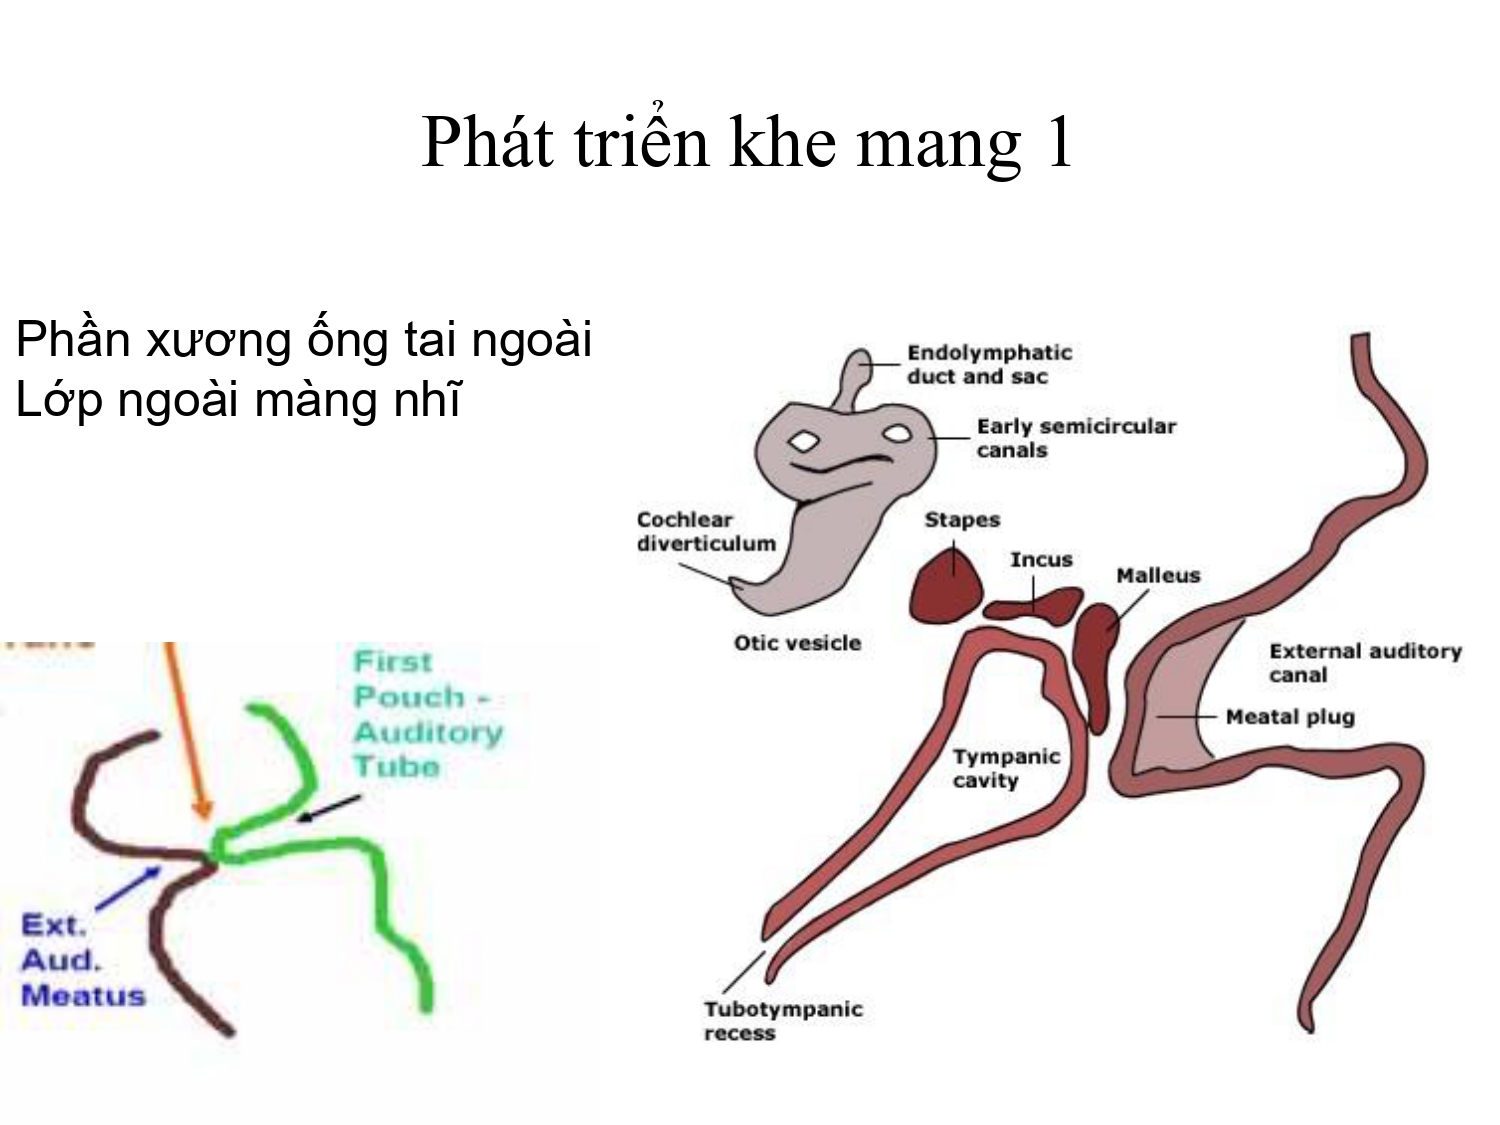 Phát triển khe mang 1
Phần xương ống tai ngoài
Lớp ngoài màng nhĩ
Endolymphatic
duct and sac
Early semicircular
canals
Cochlear
diverticulum
Stapes
Incus
Malleus
Otic vesicle
External auditory
canal
Meatal plug
Tympanic
cavity
Tubotympanic
recess
First
Pouch -
Auditory
Tube
Ext.
Aud.
Meatus